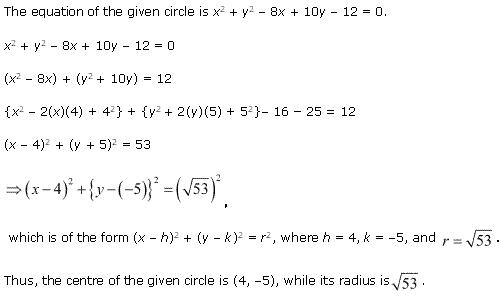 The equation of the given circle is x² + y² – 8x + 10y – 12 = 0.
x² + y² – 8x + 10y – 12 = 0
(x² – 8x) + (y² + 10y) = 12
{x² – 2(x)(4) + 4²} + {y² + 2(y)(5) + 5²}– 16 – 25 = 12
(x – 4)² + (y + 5)² = 53
⇒(x−4)² +{y−(−5)}² =(√53)² ,
which is of the form (x – h)² + (y – k)² = r², where h = 4, k = –5, and r = √53 .
Thus, the centre of the given circle is (4, –5), while its radius is √53 .